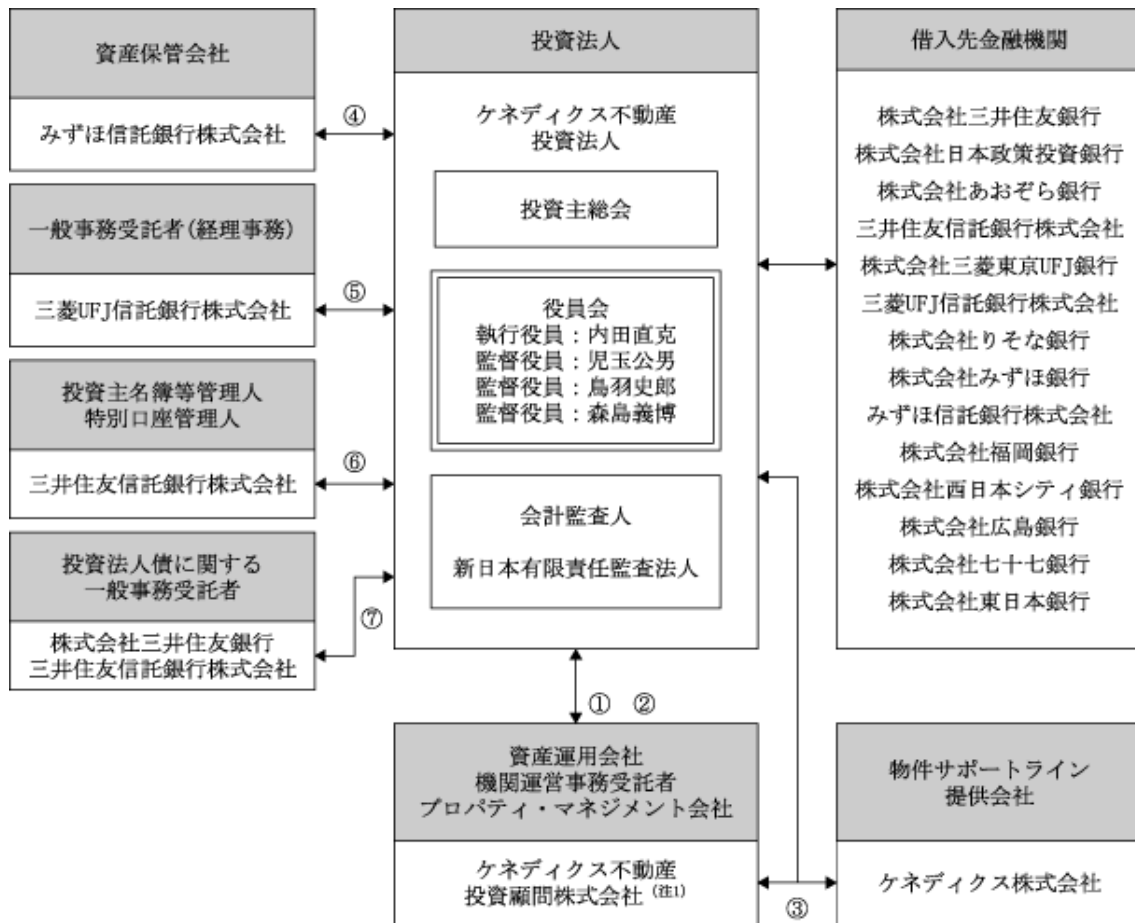 資産保管会社
みずほ信託銀行株式会社
④
一般事務受託者(経理事務)
三菱UFJ信託銀行株式会社
⑤
投資主名簿等管理人
特別口座管理人
三井住友信託銀行株式会社
⑥
投資法人債に関する
一般事務受託者
株式会社三井住友銀行
三井住友信託銀行株式会社
⑦
投資法人
ケネディクス不動産
投資法人
投資主総会
役員会
執行役員：内田直克
監督役員：児玉公男
監督役員：鳥羽史郎
監督役員：森島義博
会計監査人
新日本有限責任監査法人
① ②
資産運用会社
機関運営事務受託者
プロパティ・マネジメント会社
ケネディクス不動産
投資顧問株式会社(注1)
③
借入先金融機関
株式会社三井住友銀行
株式会社日本政策投資銀行
株式会社あおぞら銀行
三井住友信託銀行株式会社
株式会社三菱東京UFJ銀行
三菱UFJ信託銀行株式会社
株式会社りそな銀行
株式会社みずほ銀行
みずほ信託銀行株式会社
株式会社福岡銀行
株式会社西日本シティ銀行
株式会社広島銀行
株式会社七十七銀行
株式会社東日本銀行
物件サポートライン
提供会社
ケネディクス株式会社